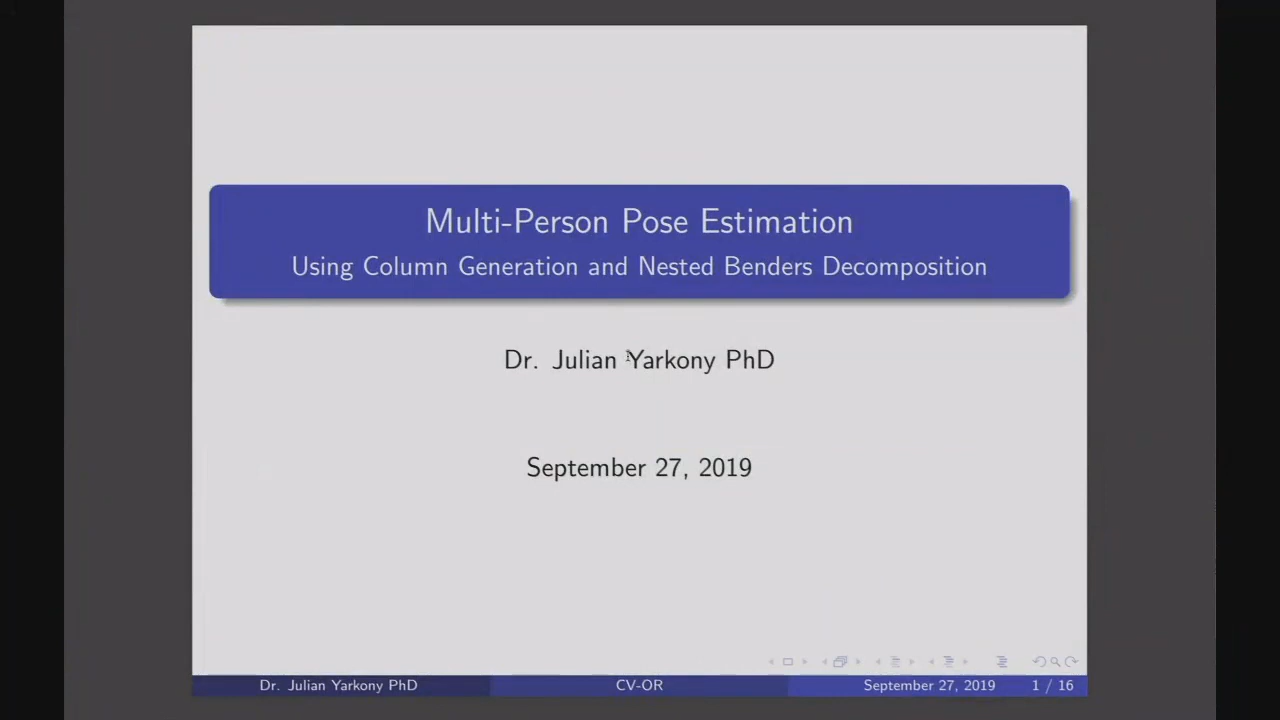 Multi-Person Pose Estimation
Using Column Generation and Nested Benders Decomposition
Dr. Julian Yarkony PhD
September 27, 2019
Dr. Julian Yarkony PhD
CV-OR
September 27, 2019
1 / 16